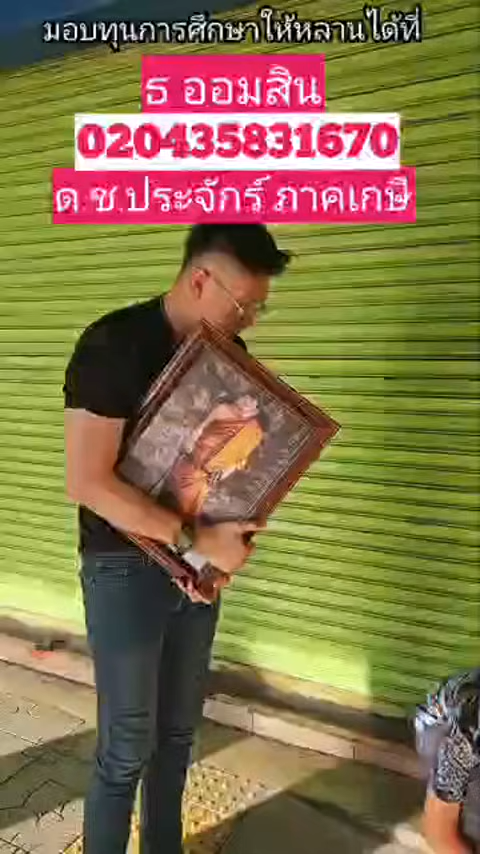 มอบทุนการศึกษาให้หลานได้ที่
ธ ออมสิน
020435831670
ด.ช.ประจักร์ ภาคเกษี